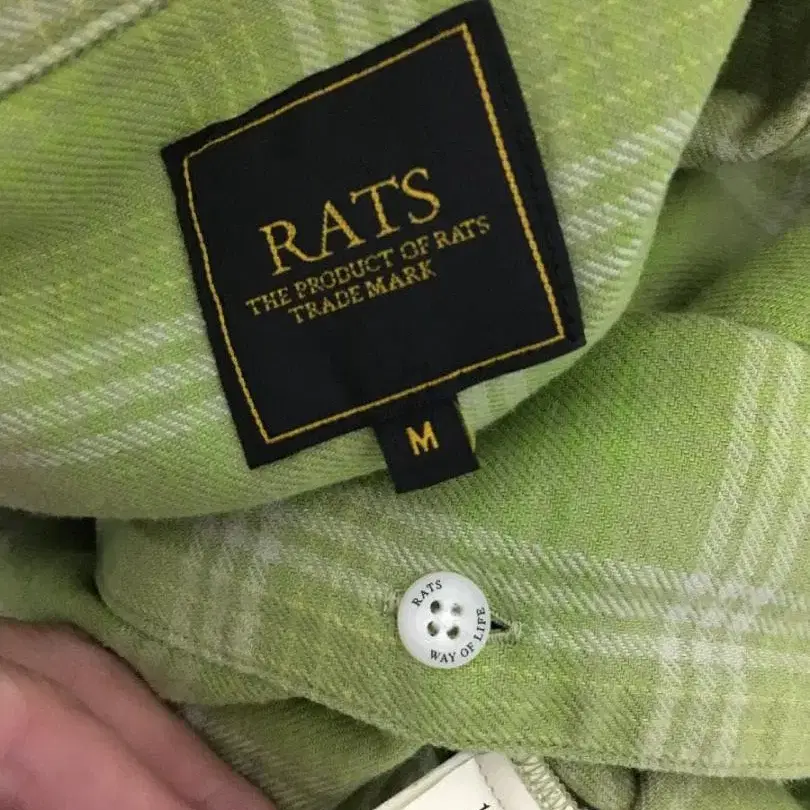 RATS
THE PRODUCT OF RATS
TRADE MARK
M
RATS
WAY OF LIFE